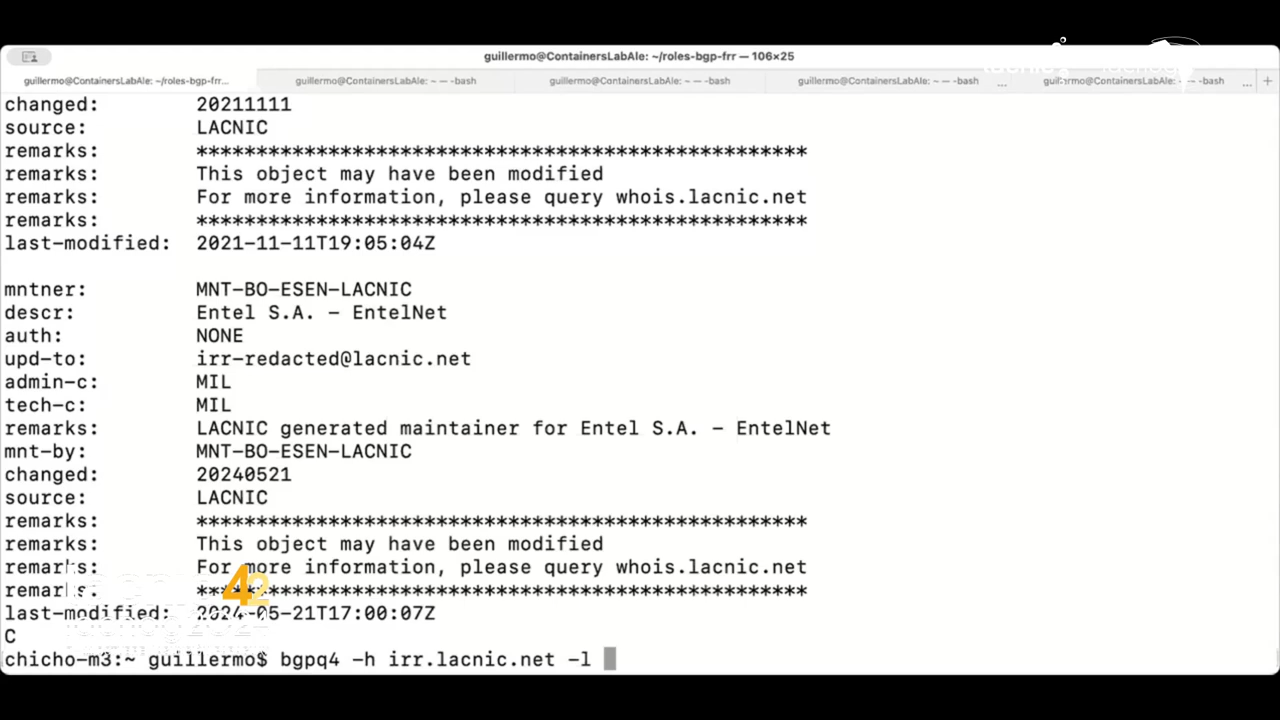 guillermo@ContainersLabAle: ~/roles-bgp-frr — 106×25
guillermo@ContainersLabAle: ~/roles-bgp-frr... guillermo@ContainersLabAle: ~ — -bash guillermo@ContainersLabAle: ~ — -bash guillermo@ContainersLabAle: ~ — -bash ... guillermo@ContainersLabAle: ~ — -bash ... +
changed: 20211111
source: LACNIC
remarks: ***************************************************
remarks: This object may have been modified
remarks: For more information, please query whois.lacnic.net
remarks: ***************************************************
last-modified: 2021-11-11T19:05:04Z
mntner: MNT-BO-ESEN-LACNIC
descr: Entel S.A. - EntelNet
auth: NONE
upd-to: irr-redacted@lacnic.net
admin-c: MIL
tech-c: MIL
remarks: LACNIC generated maintainer for Entel S.A. - EntelNet
mnt-by: MNT-BO-ESEN-LACNIC
changed: 20240521
source: LACNIC
remarks: ***************************************************
remarks: This object may have been modified
remarks: For more information, please query whois.lacnic.net
remarks: ***************************************************
last-modified: 2024-05-21T17:00:07Z
C
chicho-m3:~ guillermo$ bgpq4 -h irr.lacnic.net -l
42